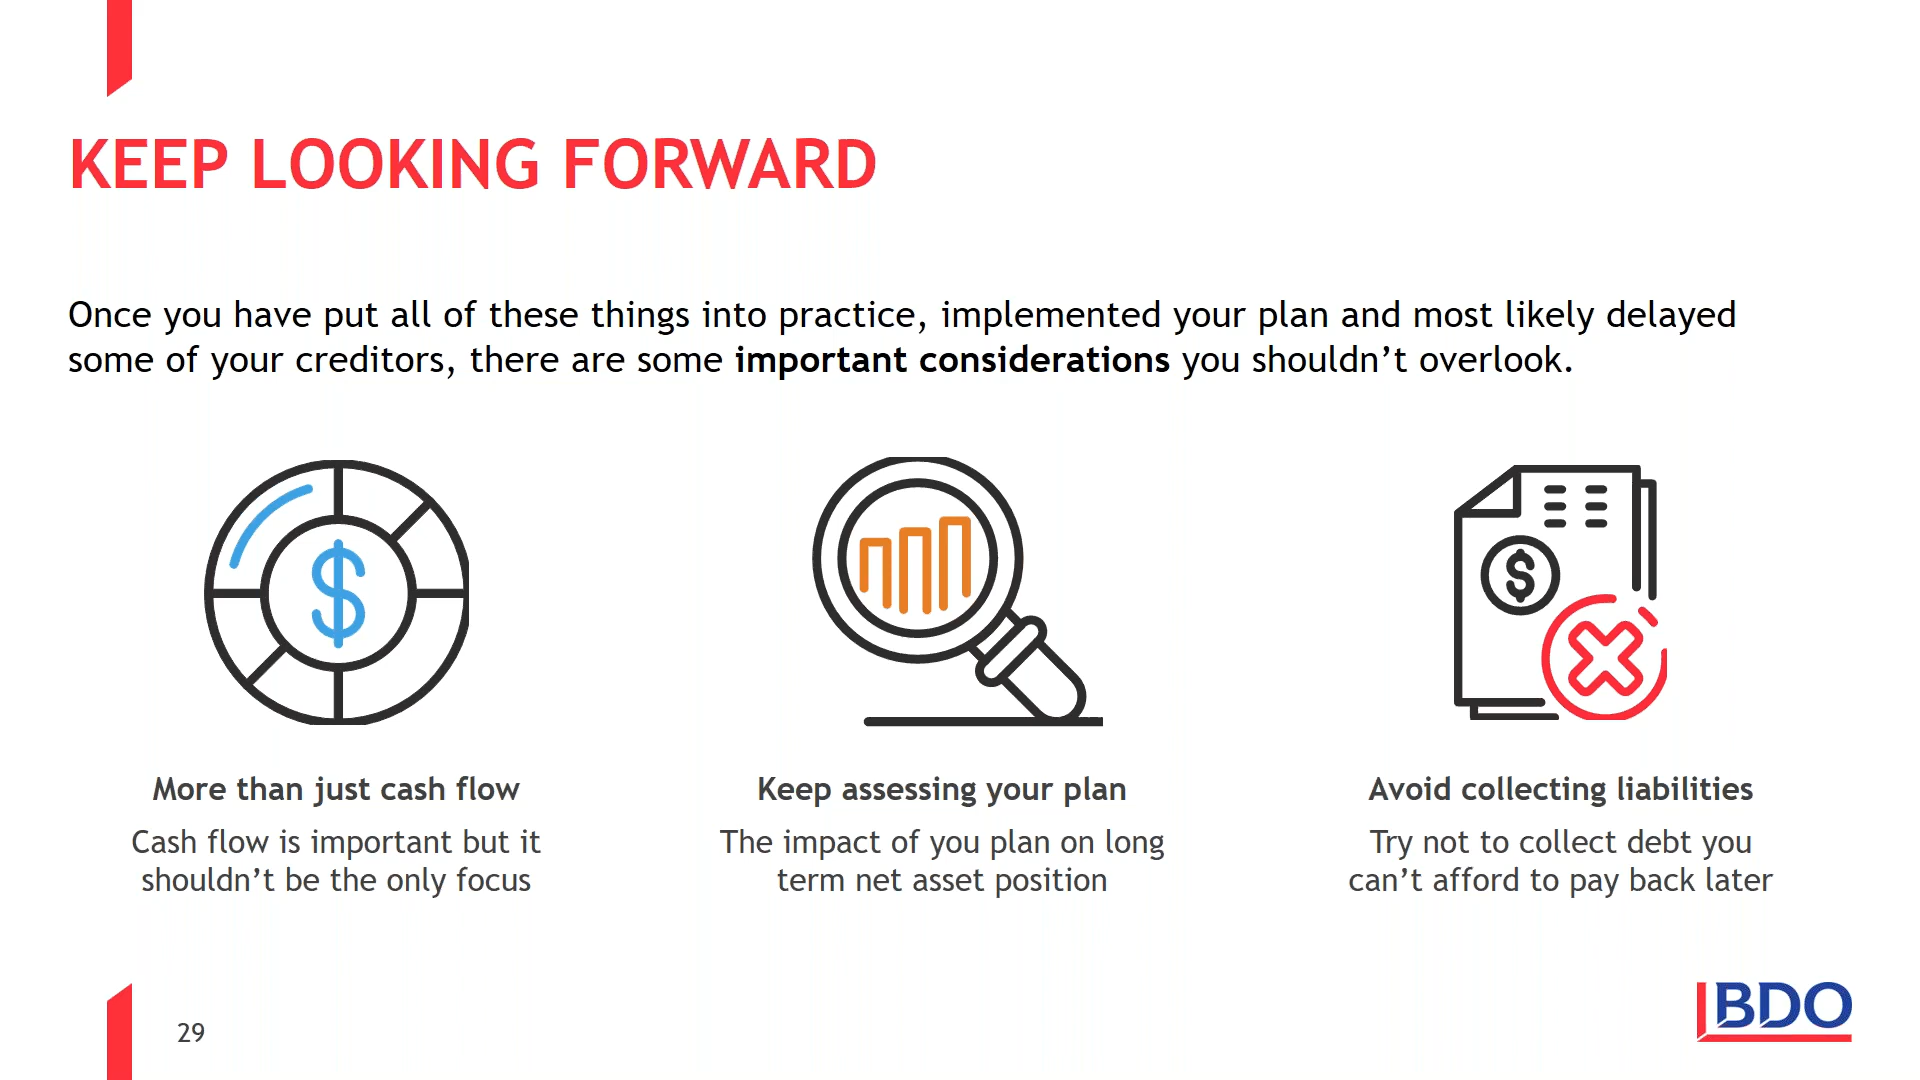 KEEP LOOKING FORWARD
Once you have put all of these things into practice, implemented your plan and most likely delayed
some of your creditors, there are some important considerations you shouldn’t overlook.
$
$
More than just cash flow
Cash flow is important but it
shouldn’t be the only focus
Keep assessing your plan
The impact of you plan on long
term net asset position
Avoid collecting liabilities
Try not to collect debt you
can’t afford to pay back later
29
BDO